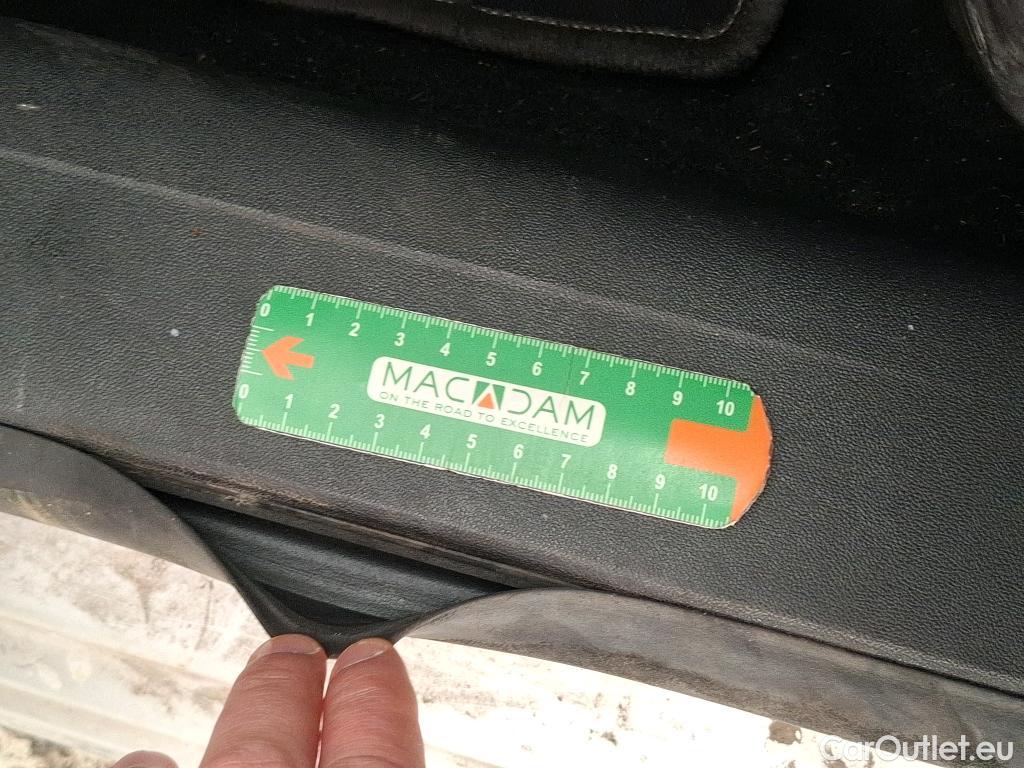 0 1 2 3 4 5 6 7 8 9 10
MACADAM
ON THE ROAD TO EXCELLENCE
0 1 2 3 4 5 6 7 8 9 10
CarOutlet.eu